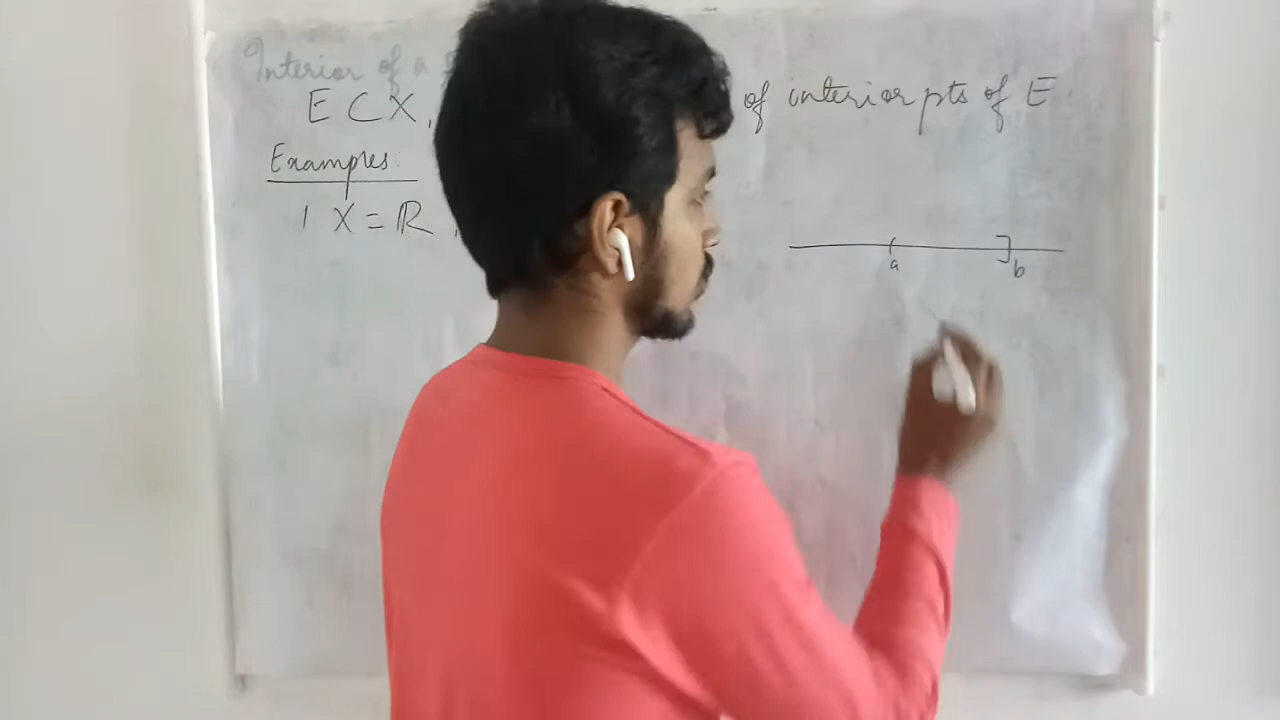 Interior of a
E ⊂ X, of interior pts of E
Examples:
1 X = ℝ,
( ]
a b